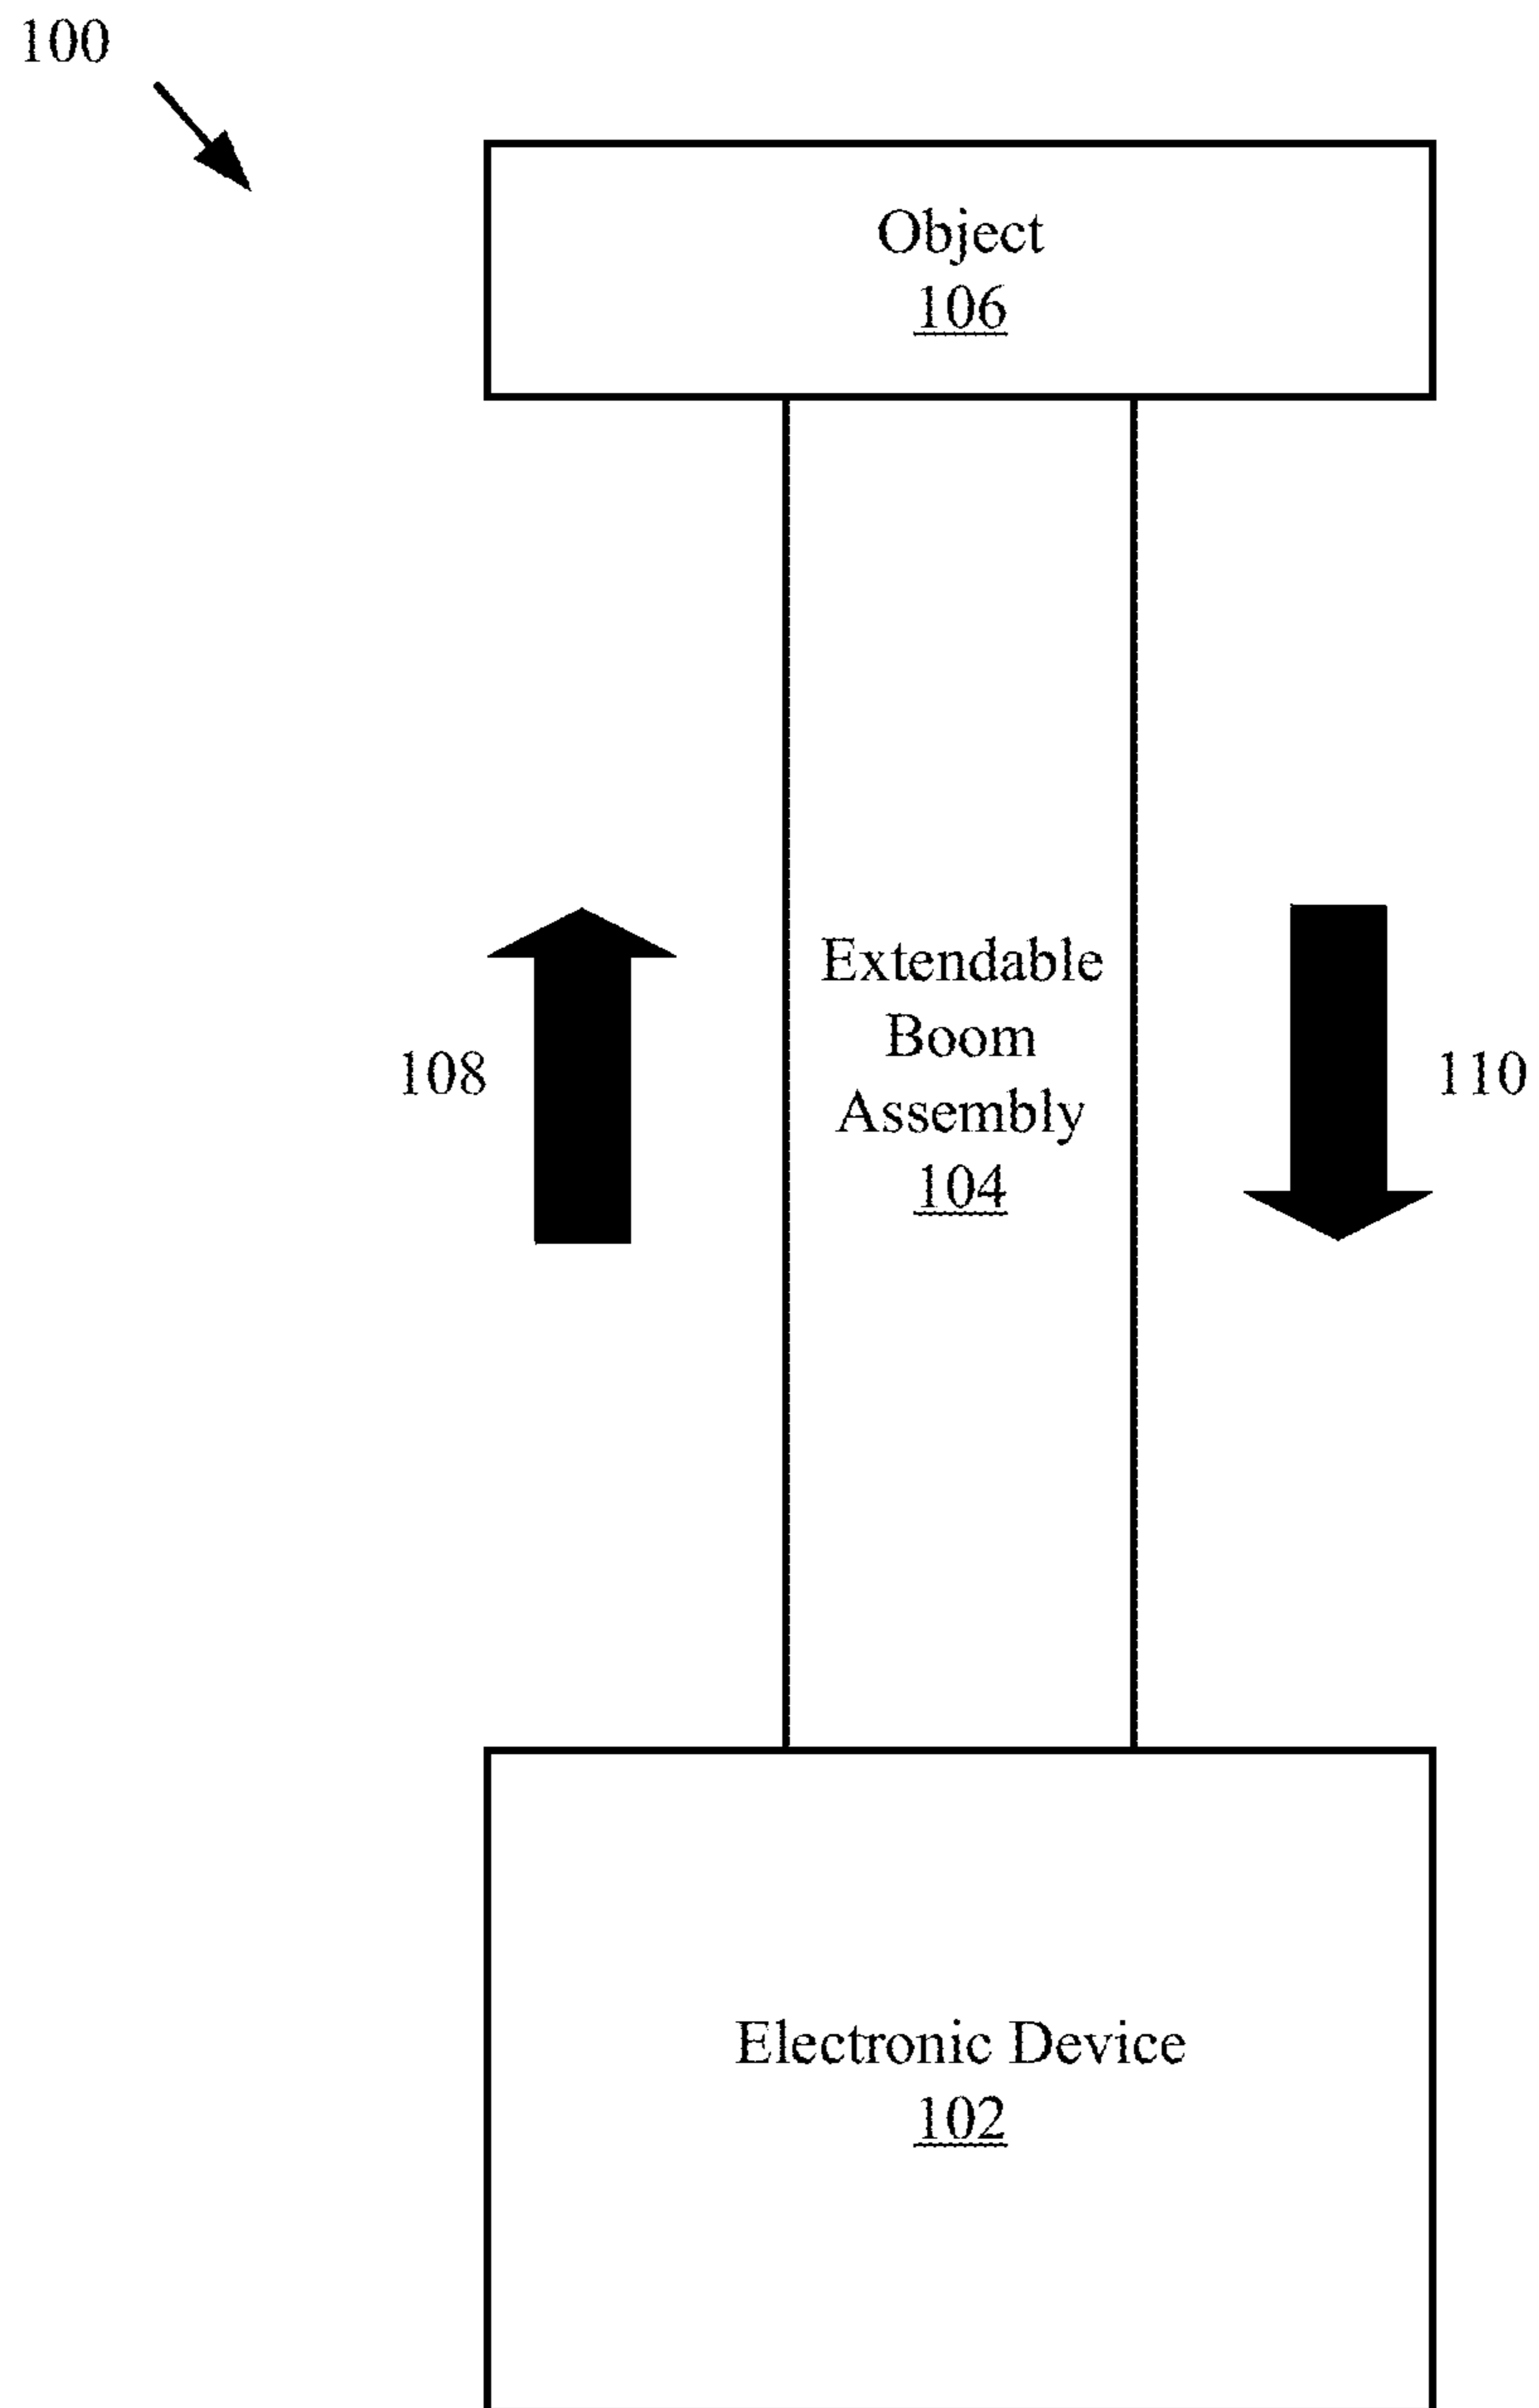 100
Object
106
Extendable
Boom
Assembly
104
108
110
Electronic Device
102